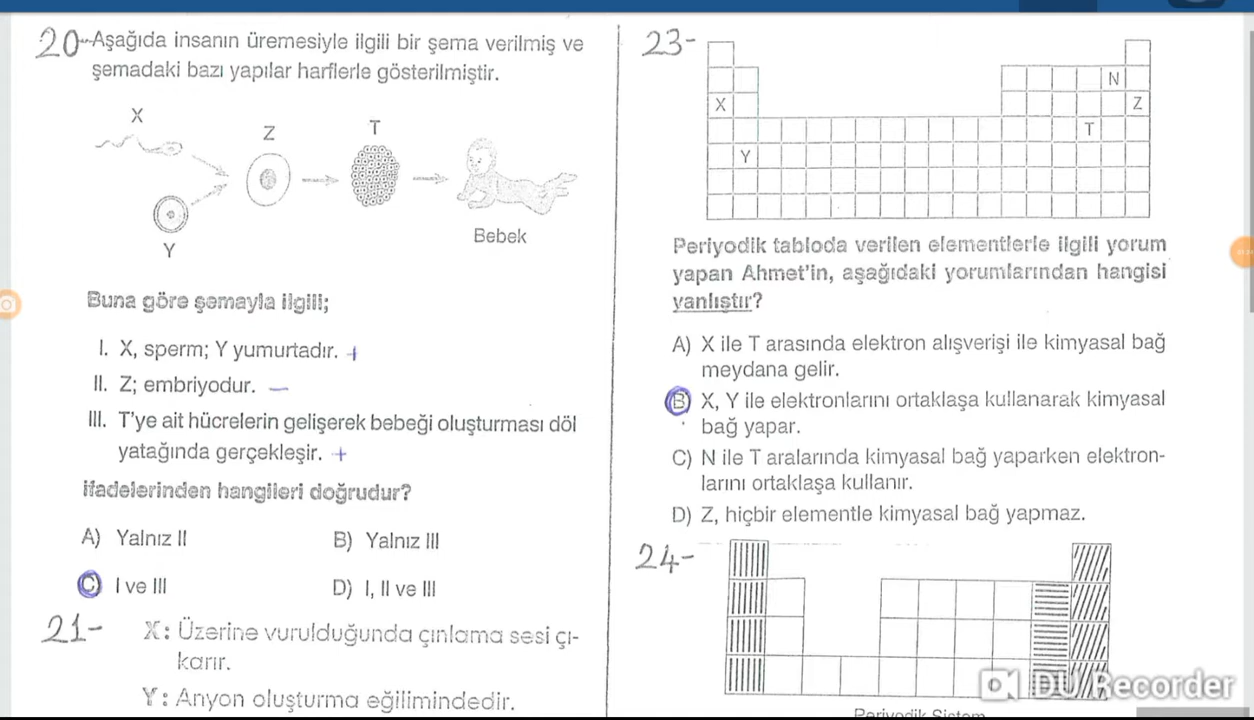 20- Aşağıda insanın üremesiyle ilgili bir şema verilmiş ve
şemadaki bazı yapılar harflerle gösterilmiştir.
X
Z
T
Y
Bebek
Buna göre şemayla ilgili;
I. X, sperm; Y yumurtadır. +
II. Z; embriyodur. —
III. T'ye ait hücrelerin gelişerek bebeği oluşturması döl
yatağında gerçekleşir. +
ifadelerinden hangileri doğrudur?
A) Yalnız II
B) Yalnız III
C) I ve III
D) I, II ve III
21-
X: Üzerine vurulduğunda çınlama sesi çı-
karır.
Y: Anyon oluşturma eğilimindedir.
23-
N
X
Z
T
Y
Periyodik tabloda verilen elementlerle ilgili yorum
yapan Ahmet'in, aşağıdaki yorumlarından hangisi
yanlıştır?
A) X ile T arasında elektron alışverişi ile kimyasal bağ
meydana gelir.
B) X, Y ile elektronlarını ortaklaşa kullanarak kimyasal
bağ yapar.
C) N ile T aralarında kimyasal bağ yaparken elektron-
larını ortaklaşa kullanır.
D) Z, hiçbir elementle kimyasal bağ yapmaz.
24-
DU Recorder
Periyodik Sistem